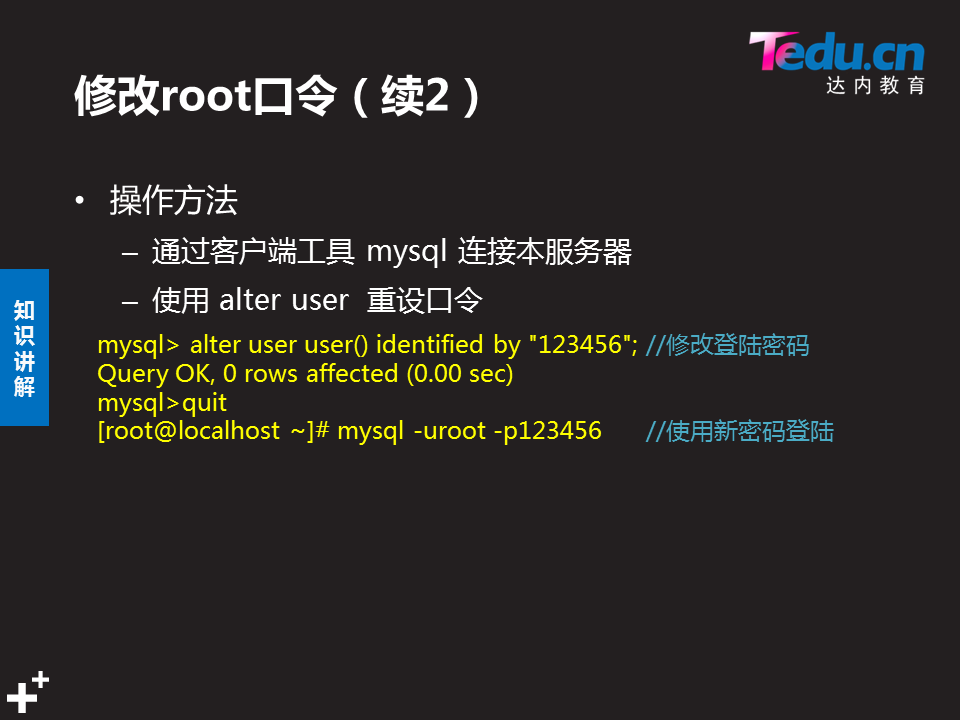 Tedu.cn
达内教育
修改root口令（续2）
• 操作方法
– 通过客户端工具 mysql 连接本服务器
– 使用 alter user 重设口令
知
识
讲
解
mysql> alter user user() identified by "123456"; //修改登陆密码
Query OK, 0 rows affected (0.00 sec)
mysql>quit
[root@localhost ~]# mysql -uroot -p123456 //使用新密码登陆